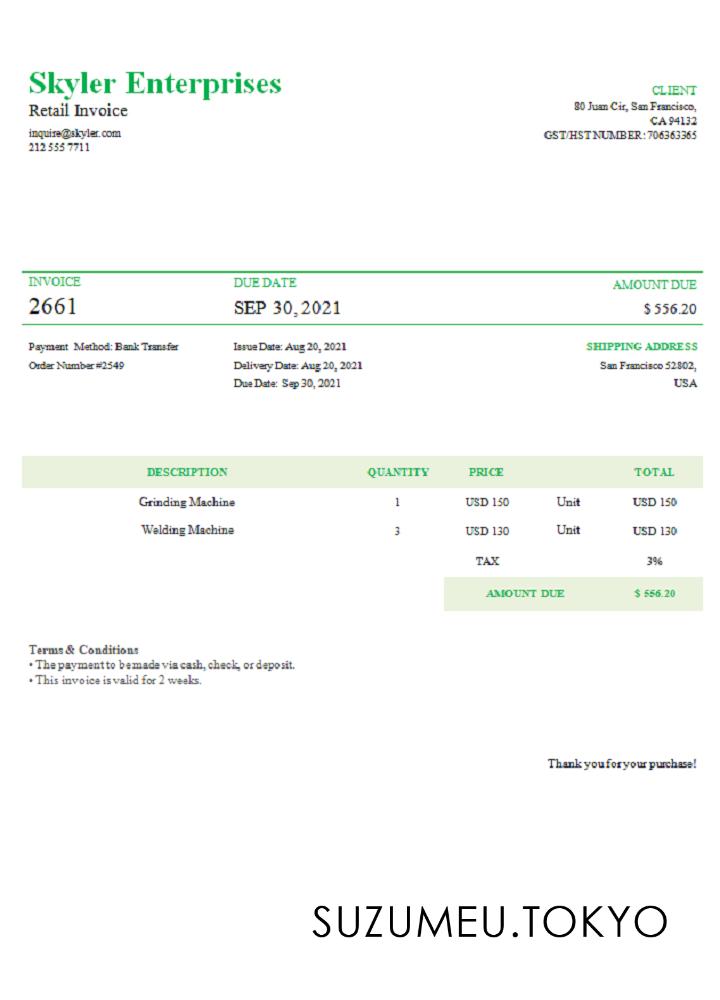 Skyler Enterprises
Retail Invoice
inquire@skyler.com
212 555 7711
CLIENT
80 Juan Cir, San Francisco,
CA 94132
GST/HST NUMBER: 706363365
INVOICE
2661
DUE DATE
SEP 30, 2021
AMOUNT DUE
$ 556.20
Payment Method: Bank Transfer
Order Number #2549
Issue Date: Aug 20, 2021
Delivery Date: Aug 20, 2021
Due Date: Sep 30, 2021
SHIPPING ADDRESS
San Francisco 52802,
USA
DESCRIPTION QUANTITY PRICE TOTAL
Grinding Machine 1 USD 150 Unit USD 150
Welding Machine 3 USD 130 Unit USD 130
TAX 3%
AMOUNT DUE $ 556.20
Terms & Conditions
• The payment to be made via cash, check, or deposit.
• This invoice is valid for 2 weeks.
Thank you for your purchase!
SUZUMEU.TOKYO